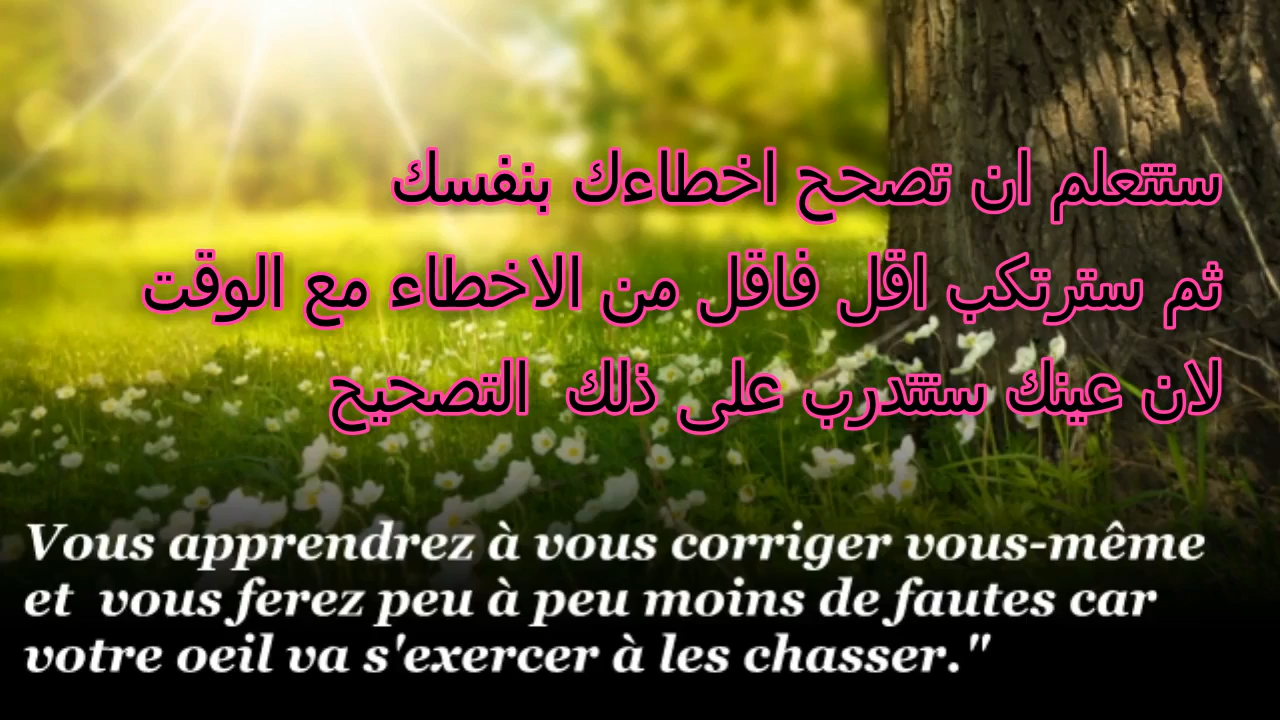 ستتعلم ان تصحح اخطاءك بنفسك
ثم سترتكب اقل فاقل من الاخطاء مع الوقت
لان عينك ستتدرب على ذلك التصحيح
Vous apprendrez à vous corriger vous-même
et vous ferez peu à peu moins de fautes car
votre oeil va s'exercer à les chasser."